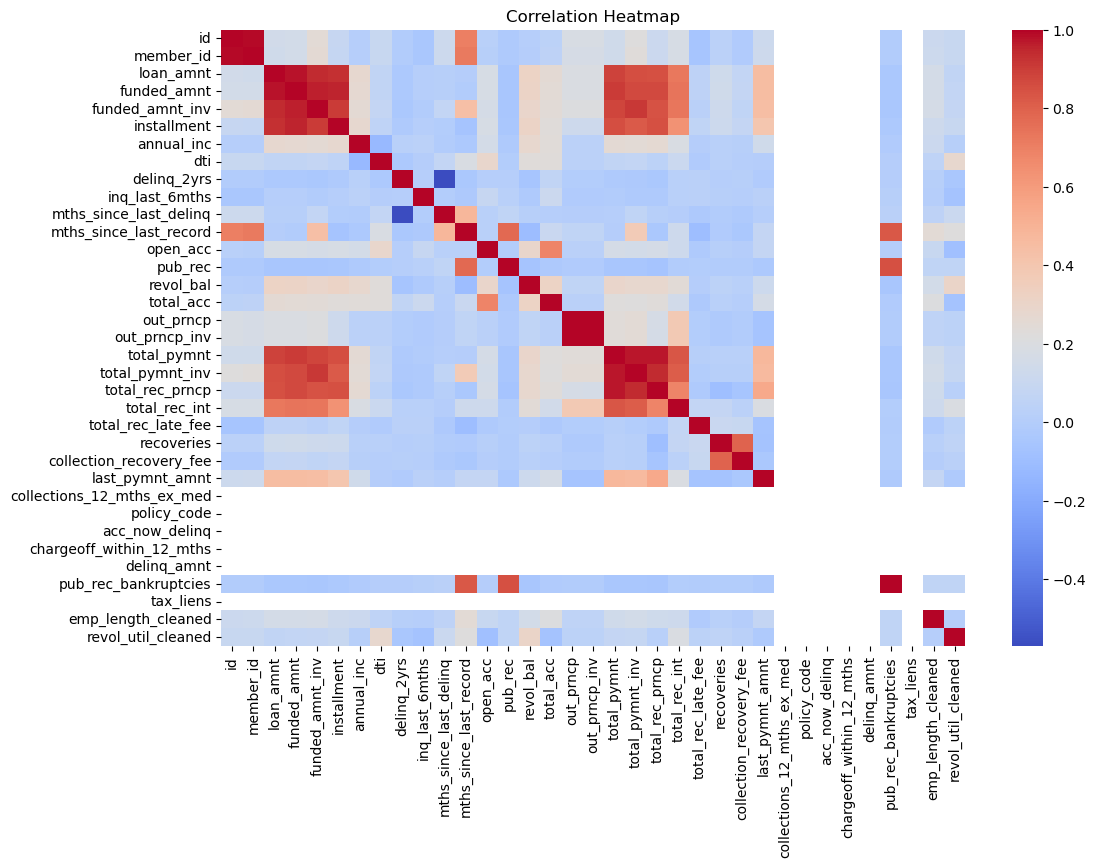 Correlation Heatmap
id
member_id
loan_amnt
funded_amnt
funded_amnt_inv
installment
annual_inc
dti
delinq_2yrs
inq_last_6mths
mths_since_last_delinq
mths_since_last_record
open_acc
pub_rec
revol_bal
total_acc
out_prncp
out_prncp_inv
total_pymnt
total_pymnt_inv
total_rec_prncp
total_rec_int
total_rec_late_fee
recoveries
collection_recovery_fee
last_pymnt_amnt
collections_12_mths_ex_med
policy_code
acc_now_delinq
chargeoff_within_12_mths
delinq_amnt
pub_rec_bankruptcies
tax_liens
emp_length_cleaned
revol_util_cleaned
id
member_id
loan_amnt
funded_amnt
funded_amnt_inv
installment
annual_inc
dti
delinq_2yrs
inq_last_6mths
mths_since_last_delinq
mths_since_last_record
open_acc
pub_rec
revol_bal
total_acc
out_prncp
out_prncp_inv
total_pymnt
total_pymnt_inv
total_rec_prncp
total_rec_int
total_rec_late_fee
recoveries
collection_recovery_fee
last_pymnt_amnt
collections_12_mths_ex_med
policy_code
acc_now_delinq
chargeoff_within_12_mths
delinq_amnt
pub_rec_bankruptcies
tax_liens
emp_length_cleaned
revol_util_cleaned
1.0
0.8
0.6
0.4
0.2
0.0
−0.2
−0.4